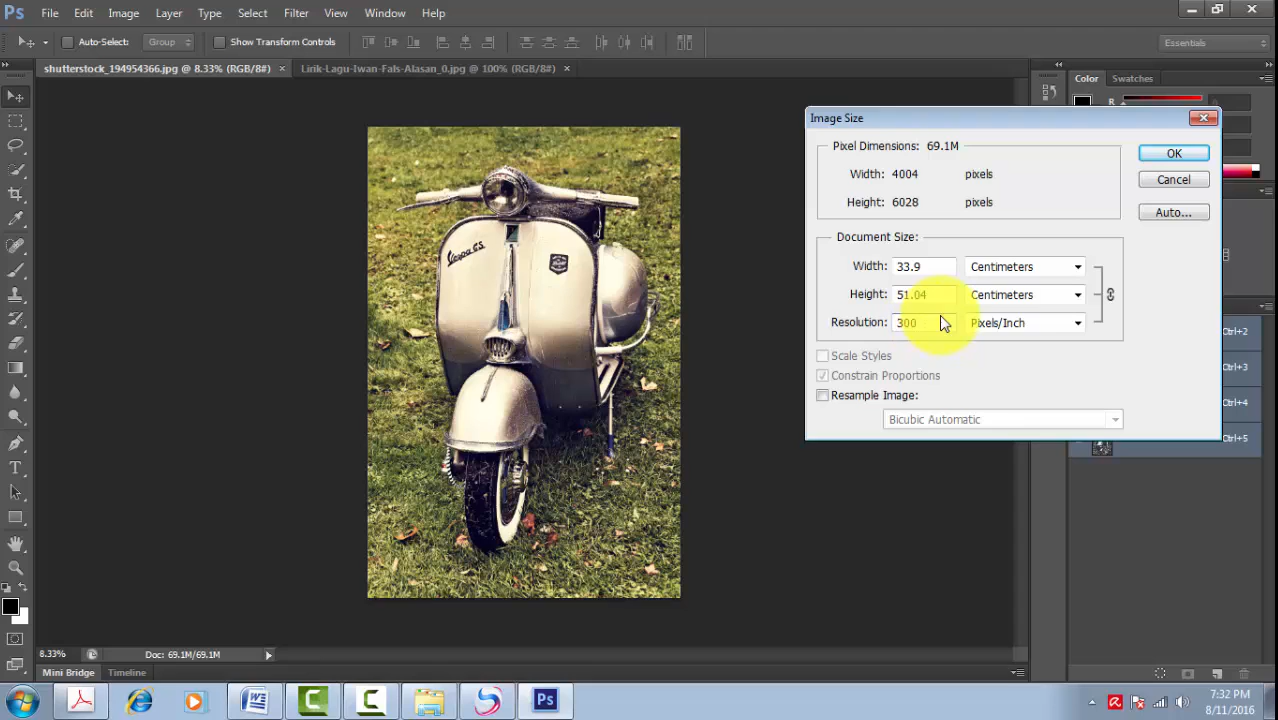 Ps File Edit Image Layer Type Select Filter View Window Help
Auto-Select: Group Show Transform Controls Essentials
shutterstock_194954366.jpg @ 8.33% (RGB/8#) × Lirik-Lagu-Iwan-Fals-Alasan_0.jpg @ 100% (RGB/8#) ×
Color Swatches
R
Image Size
Pixel Dimensions: 69.1M
OK
Width: 4004 pixels
Cancel
Height: 6028 pixels
Auto...
Document Size:
Width: 33.9 Centimeters
Height: 51.04 Centimeters
Resolution: 300 Pixels/Inch
Scale Styles
Constrain Proportions
Resample Image:
Bicubic Automatic
Ctrl+2
Ctrl+3
Ctrl+4
Ctrl+5
Vespa GS
8.33% Doc: 69.1M/69.1M
Mini Bridge Timeline
Ps
7:32 PM
8/11/2016